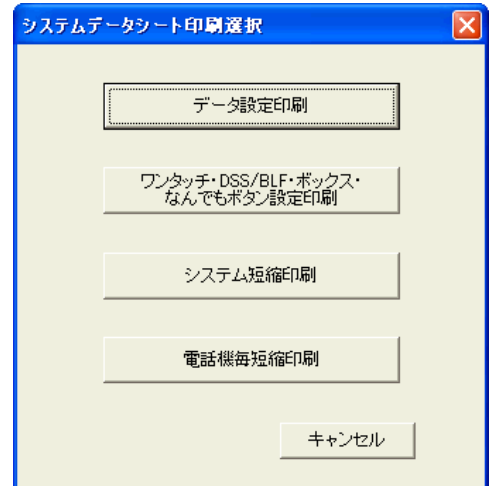 システムデータシート印刷選択
データ設定印刷
ワンタッチ・DSS/BLF・ボックス・
なんでもボタン設定印刷
システム短縮印刷
電話機毎短縮印刷
キャンセル